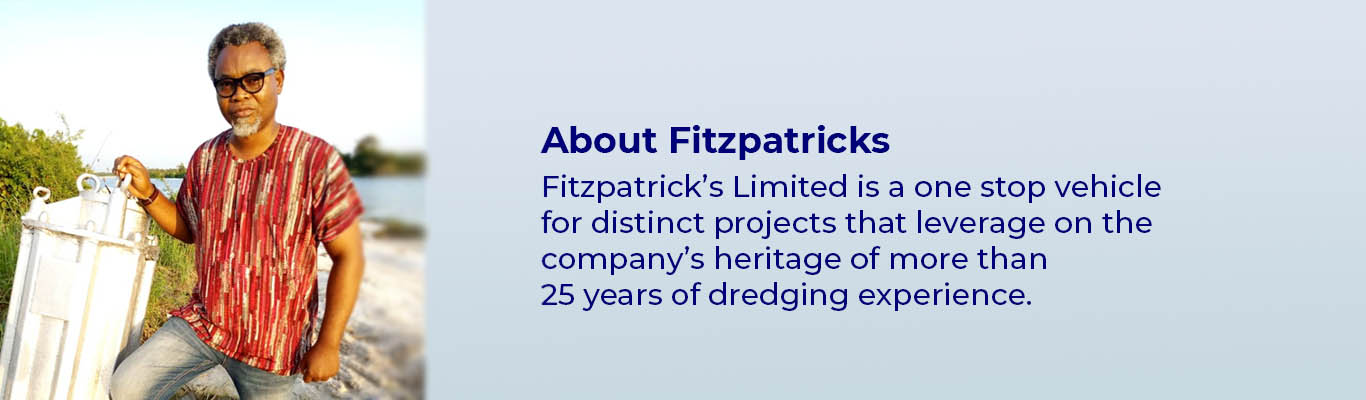 About Fitzpatricks
Fitzpatrick’s Limited is a one stop vehicle
for distinct projects that leverage on the
company’s heritage of more than
25 years of dredging experience.